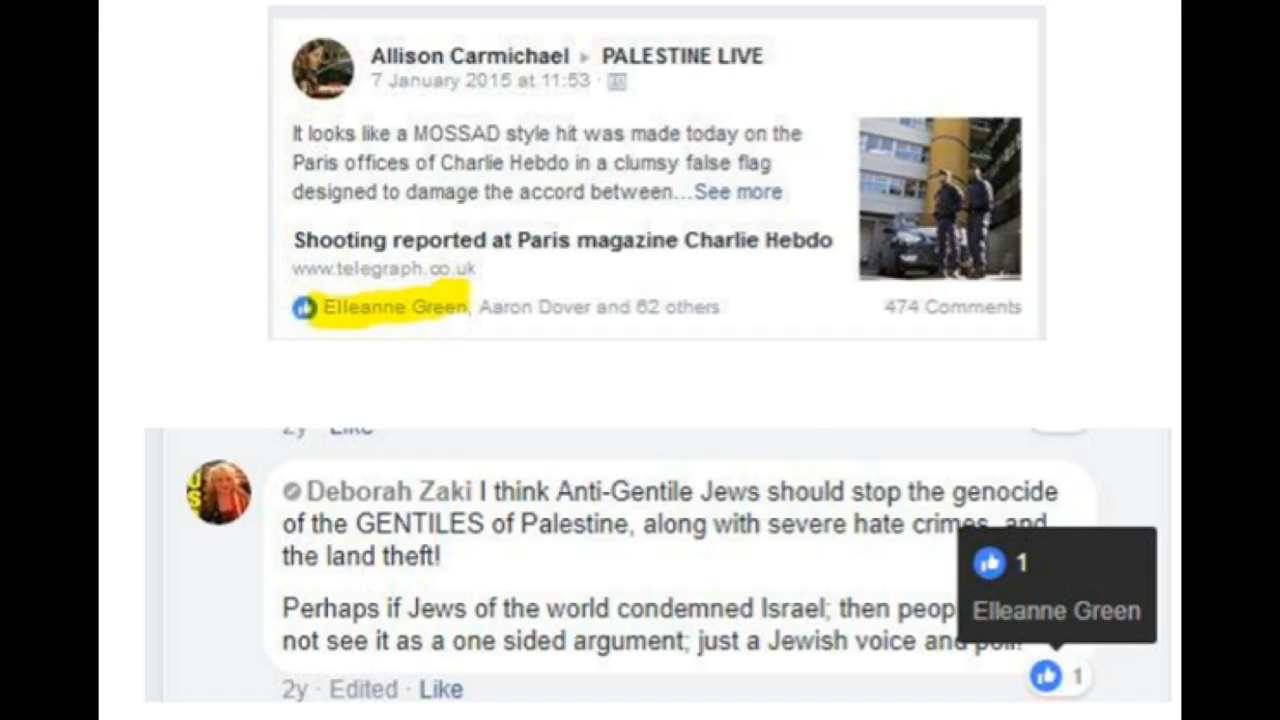 Allison Carmichael ▸ PALESTINE LIVE
7 January 2015 at 11:53 ·
It looks like a MOSSAD style hit was made today on the
Paris offices of Charlie Hebdo in a clumsy false flag
designed to damage the accord between...See more
Shooting reported at Paris magazine Charlie Hebdo
www.telegraph.co.uk
Elleanne Green, Aaron Dover and 62 others 474 Comments
2y Like
Deborah Zaki I think Anti-Gentile Jews should stop the genocide
of the GENTILES of Palestine, along with severe hate crimes, and
the land theft!
1
Perhaps if Jews of the world condemned Israel; then
Elleanne Green
not see it as a one sided argument; just a Jewish voice and
1
2y · Edited · Like